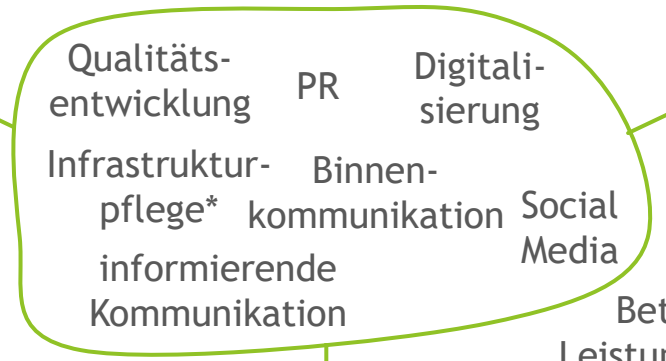 Qualitäts-
entwicklung
PR
Digitali-
sierung
Infrastruktur-
pflege*
Binnen-
kommunikation
Social
Media
informierende
Kommunikation